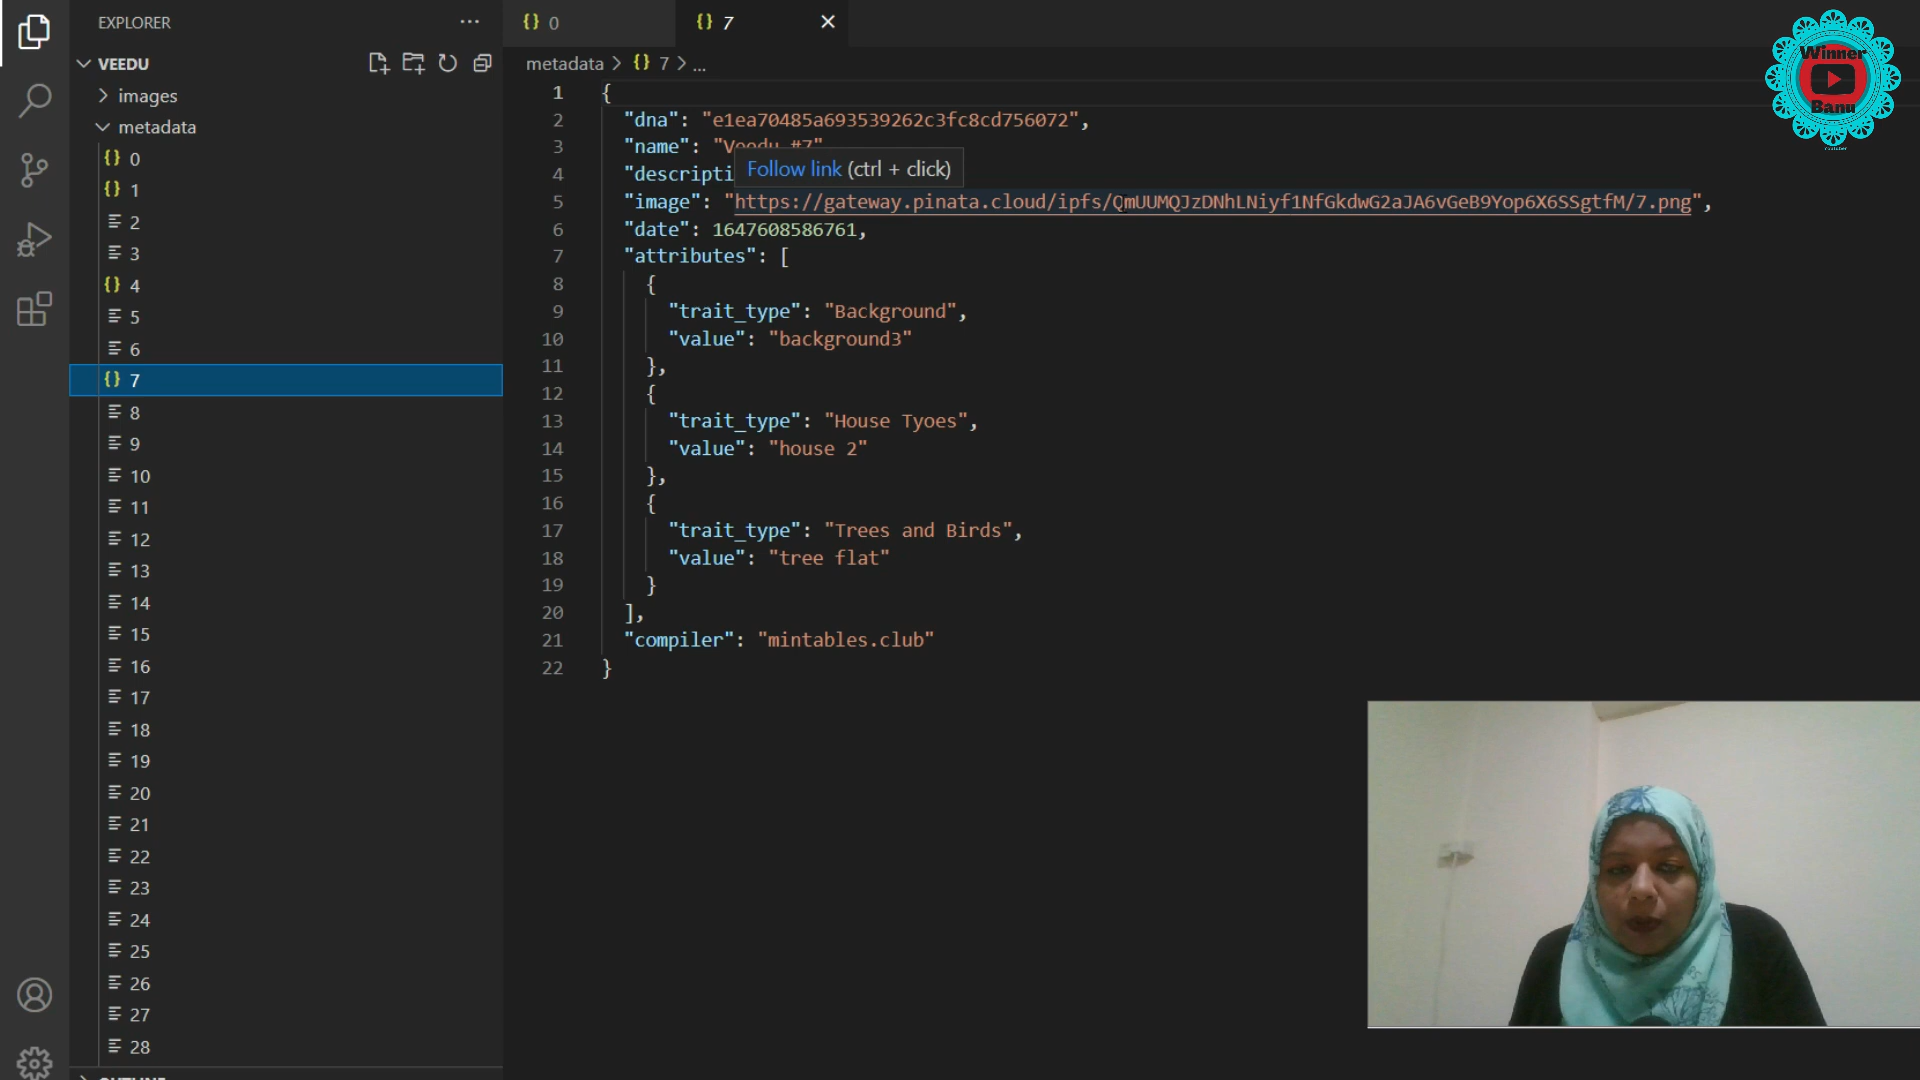 EXPLORER
VEEDU
images
metadata
0
1
2
3
4
5
6
7
8
9
10
11
12
13
14
15
16
17
18
19
20
21
22
23
24
25
26
27
28
OUTLINE
{} 0
{} 7
metadata > {} 7 > ...
1 {
2 "dna": "e1ea70485a693539262c3fc8cd756072",
3 "name": "Veedu #7"
4 "descripti
Follow link (ctrl + click)
5 "image": "https://gateway.pinata.cloud/ipfs/QmUUMQJzDNhLNiyf1NfGkdwG2aJA6vGeB9Yop6X6SSgtfM/7.png",
6 "date": 1647608586761,
7 "attributes": [
8 {
9 "trait_type": "Background",
10 "value": "background3"
11 },
12 {
13 "trait_type": "House Tyoes",
14 "value": "house 2"
15 },
16 {
17 "trait_type": "Trees and Birds",
18 "value": "tree flat"
19 }
20 ],
21 "compiler": "mintables.club"
22 }
Winner
Banu